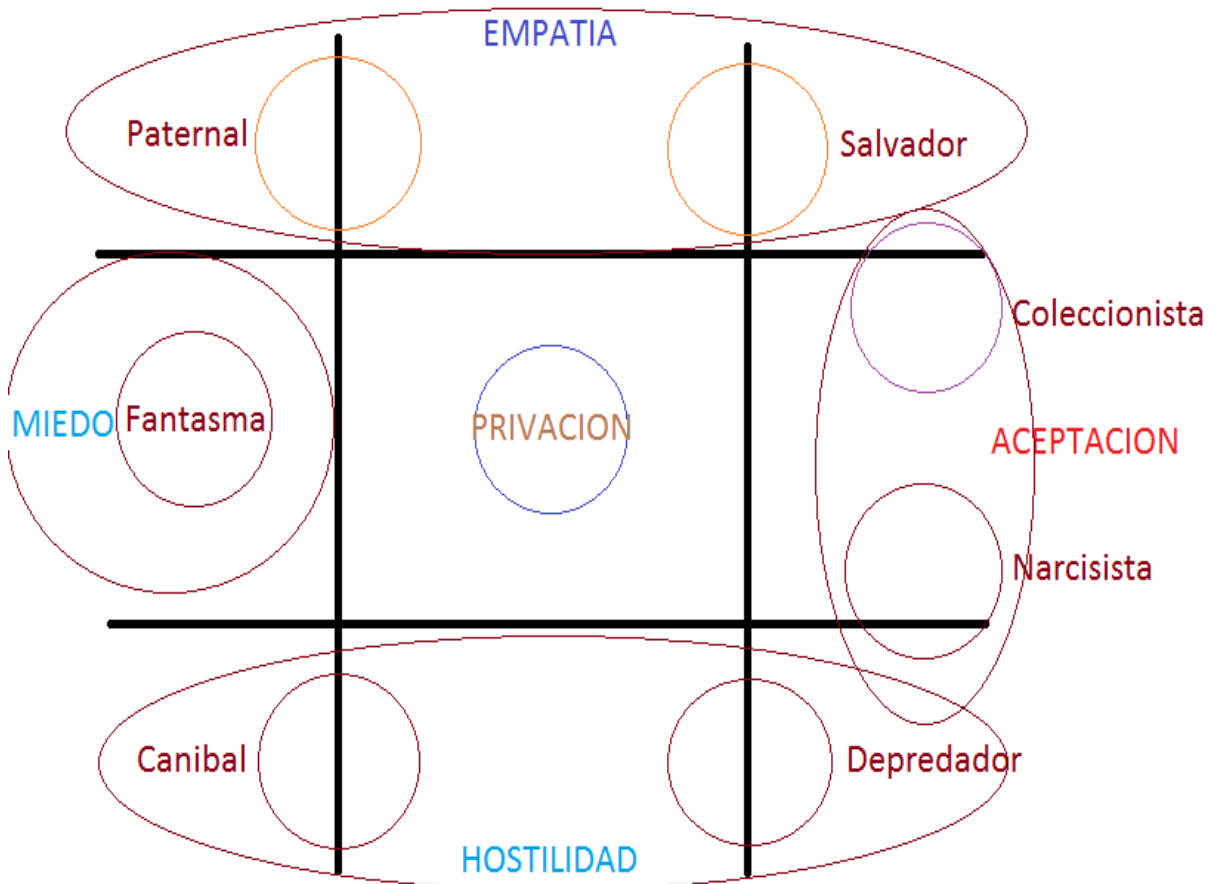 EMPATIA
Paternal
Salvador
Coleccionista
MIEDO
Fantasma
PRIVACION
ACEPTACION
Narcisista
Canibal
Depredador
HOSTILIDAD